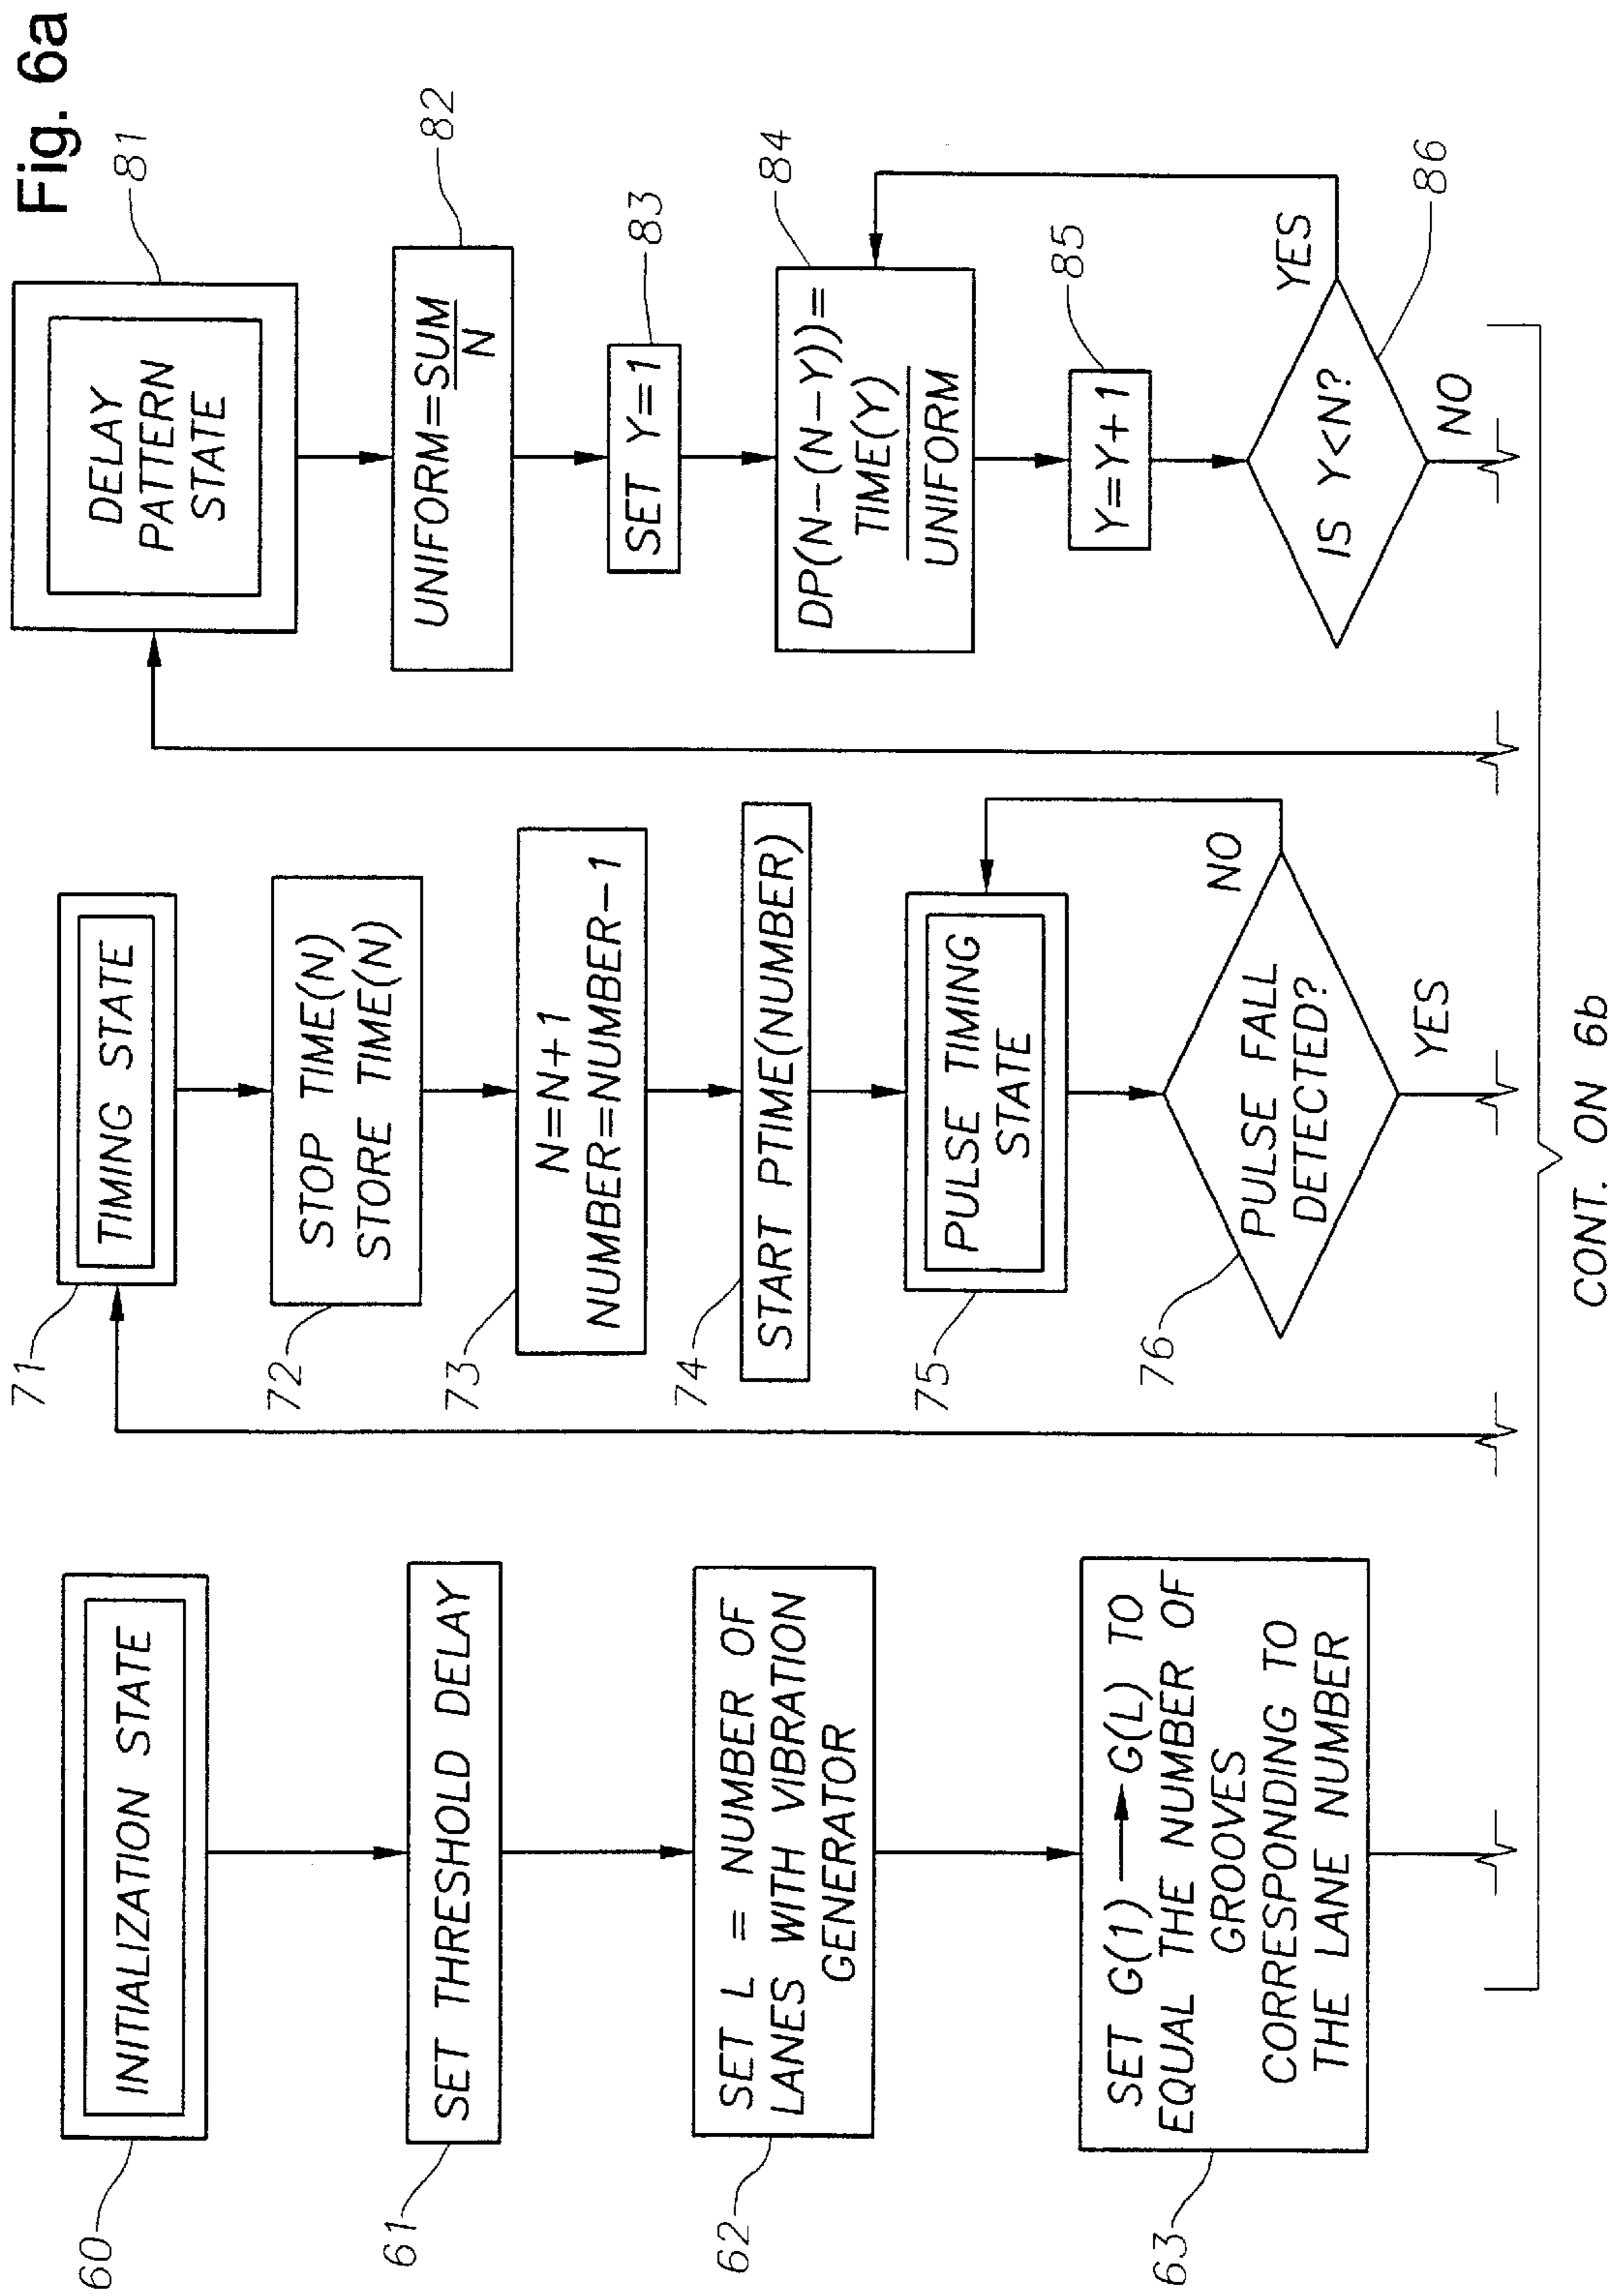 Fig. 6a
60
INITIALIZATION STATE
61
SET THRESHOLD DELAY
62
SET L = NUMBER OF
LANES WITH VIBRATION
GENERATOR
63
SET G(1) → G(L) TO
EQUAL THE NUMBER OF
GROOVES
CORRESPONDING TO
THE LANE NUMBER
71
TIMING STATE
72
STOP TIME(N)
STORE TIME(N)
73
N=N+1
NUMBER=NUMBER-1
74
START PTIME(NUMBER)
75
PULSE TIMING
STATE
76
PULSE FALL
DETECTED?
NO
YES
81
DELAY
PATTERN
STATE
82
UNIFORM=SUM
N
83
SET Y=1
84
DP(N-(N-Y))=
TIME(Y)
UNIFORM
85
Y=Y+1
86
IS Y<N?
YES
NO
CONT. ON 6b